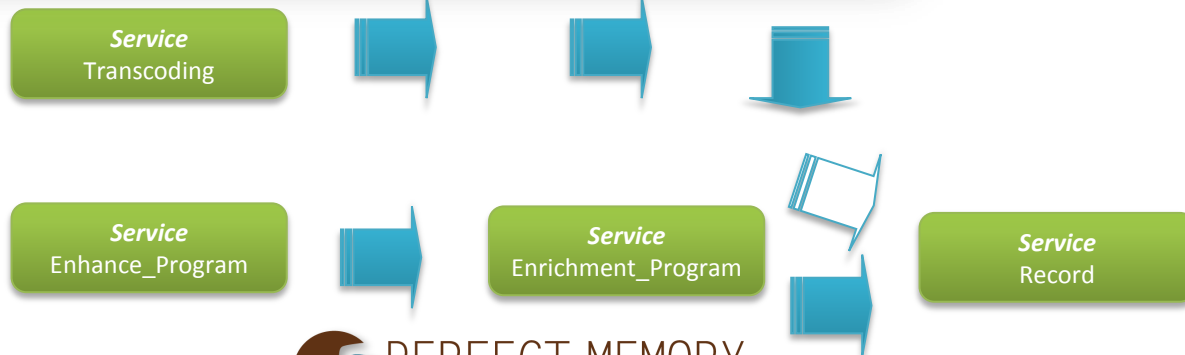 Service
Transcoding
Service
Enhance_Program
Service
Enrichment_Program
Service
Record
PERFECT MEMORY